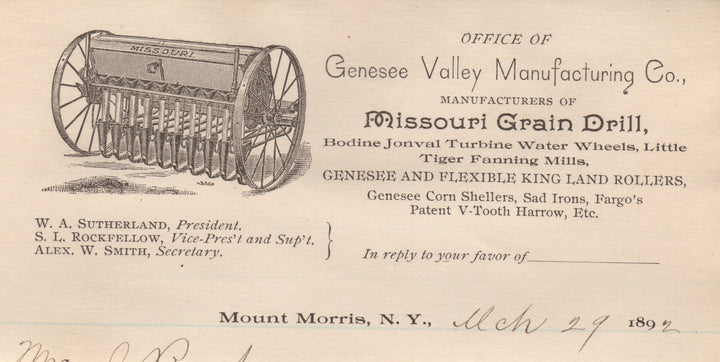 MISSOURI
OFFICE OF
Genesee Valley Manufacturing Co.,
MANUFACTURERS OF
Missouri Grain Drill,
Bodine Jonval Turbine Water Wheels, Little
Tiger Fanning Mills,
GENESEE AND FLEXIBLE KING LAND ROLLERS,
Genesee Corn Shellers, Sad Irons, Fargo's
Patent V-Tooth Harrow, Etc.
W. A. SUTHERLAND, President.
S. L. ROCKFELLOW, Vice-Pres't and Sup't.
ALEX. W. SMITH, Secretary.
In reply to your favor of
Mount Morris, N. Y., Mch 29 1892